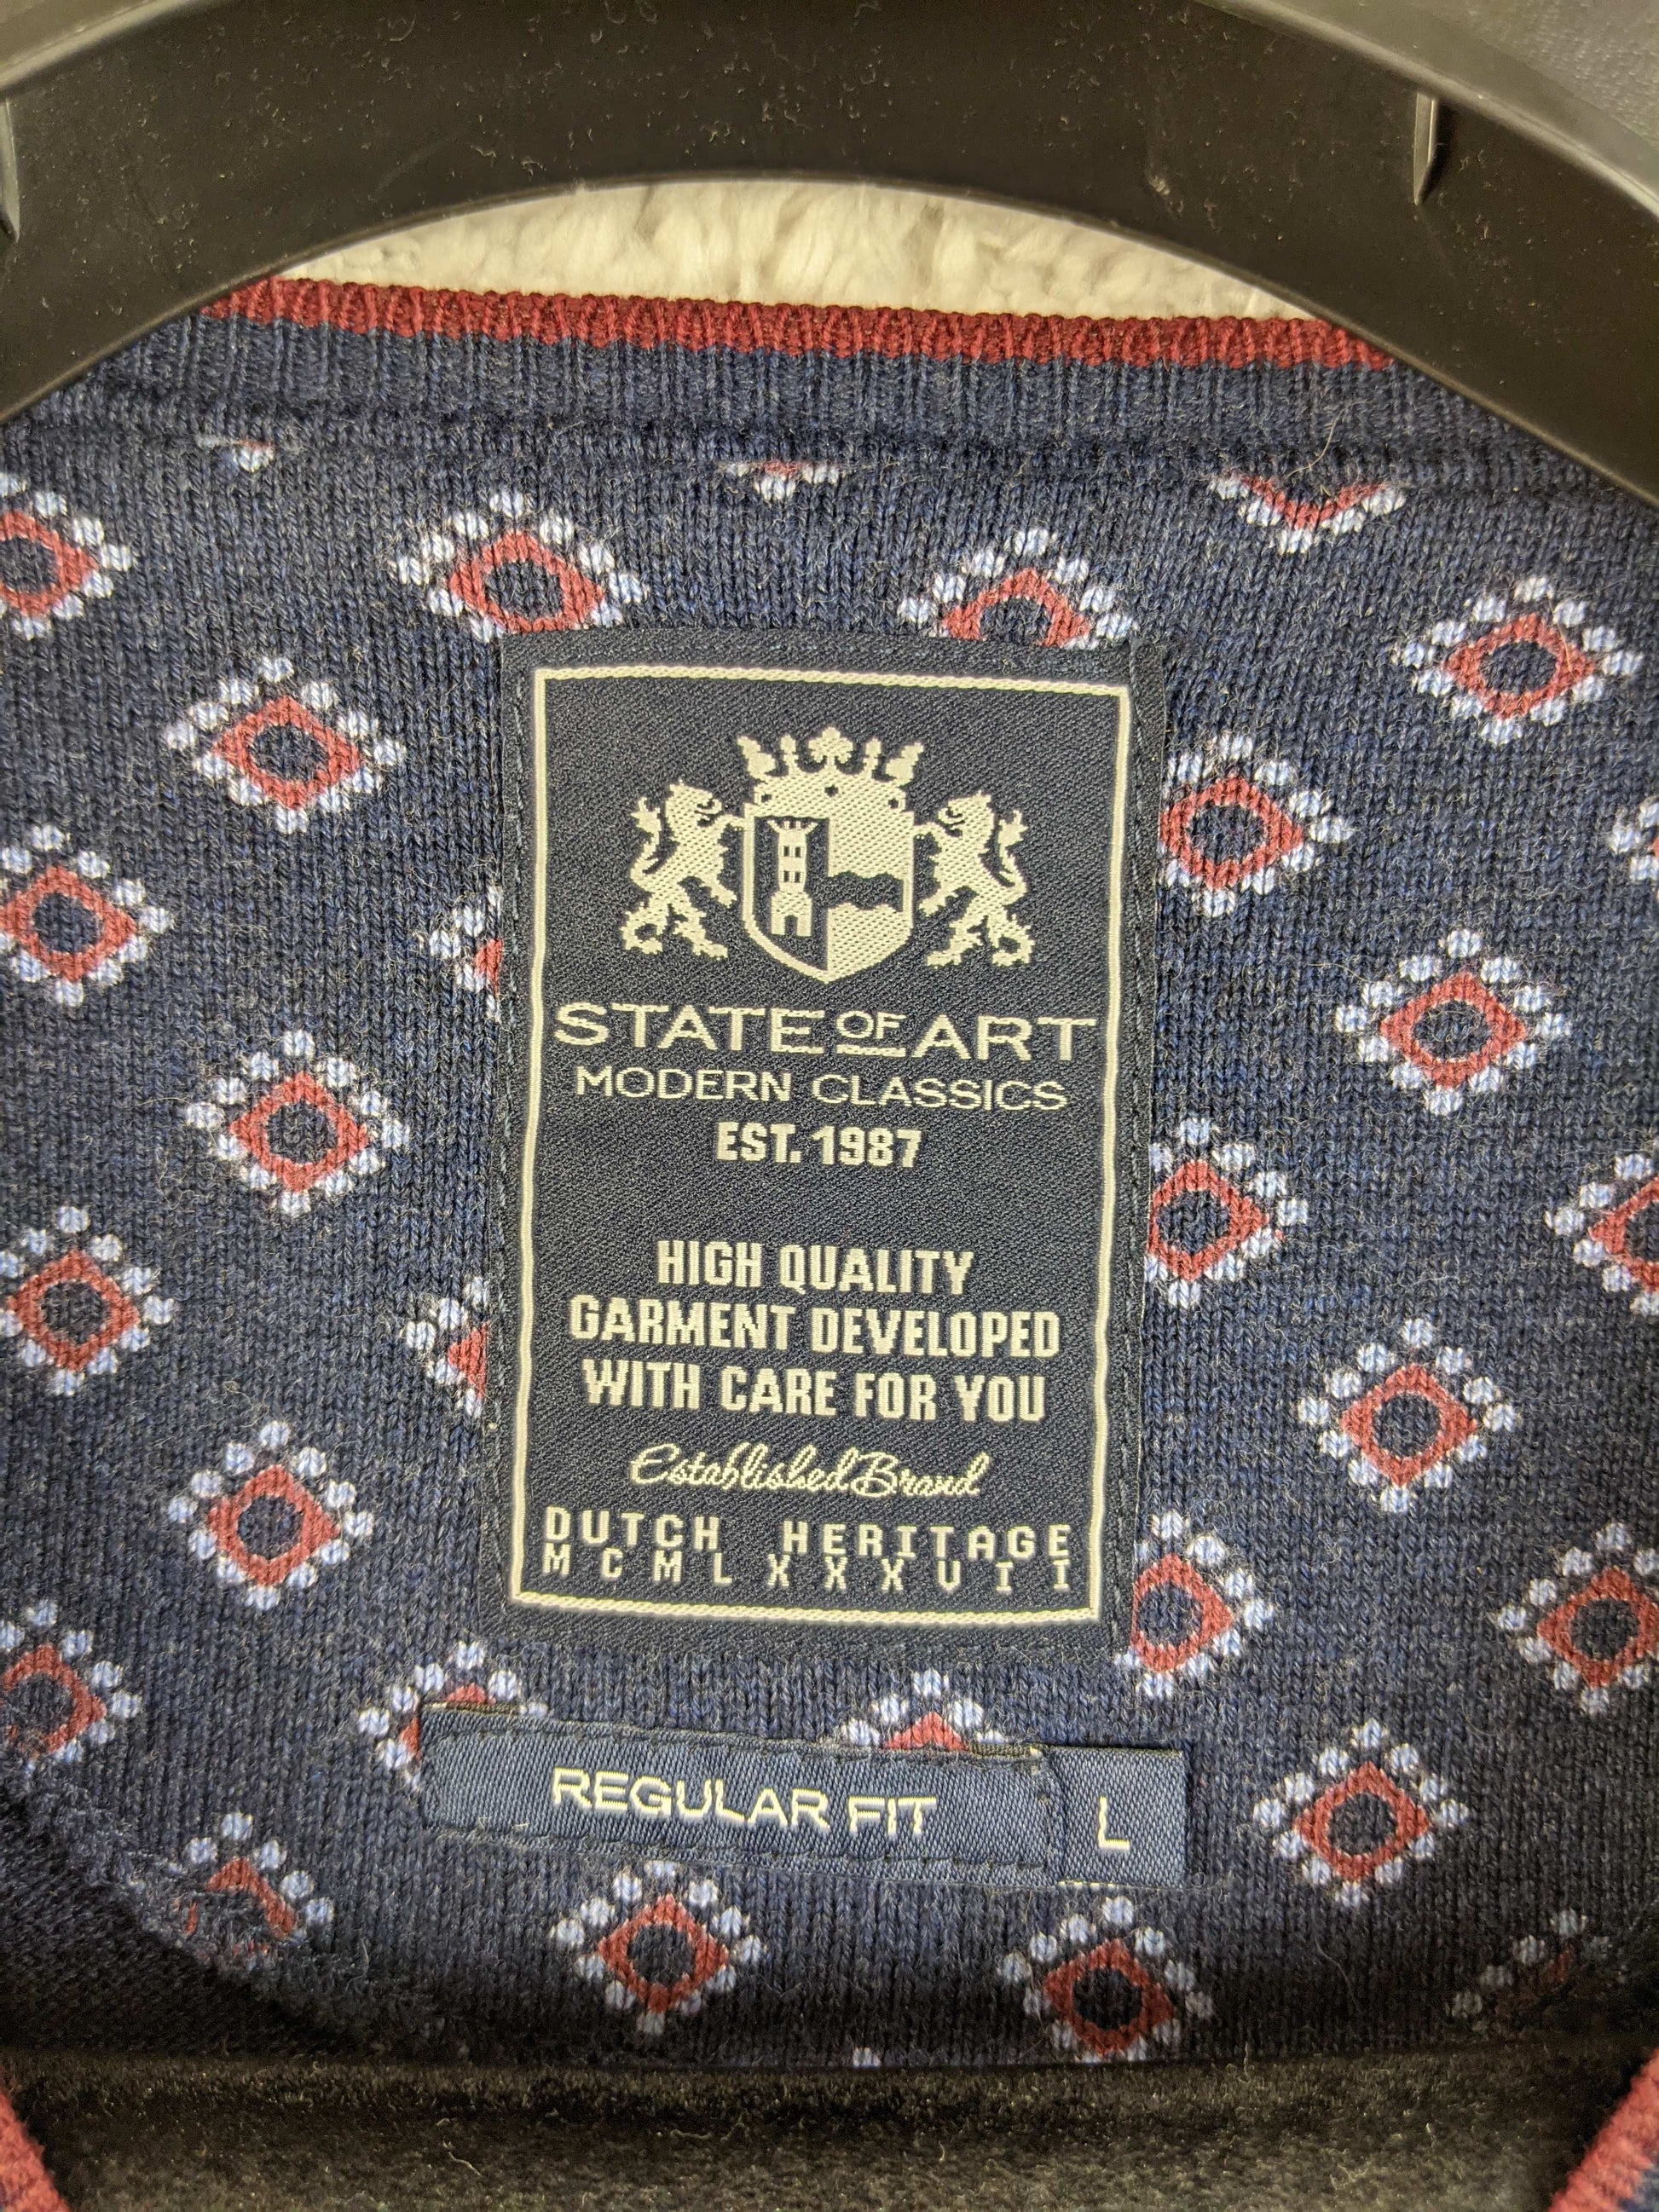 STATE OF ART
MODERN CLASSICS
EST. 1987
HIGH QUALITY
GARMENT DEVELOPED
WITH CARE FOR YOU
Established Brand
DUTCH HERITAGE
MCMLXXXVII
REGULAR FIT
L